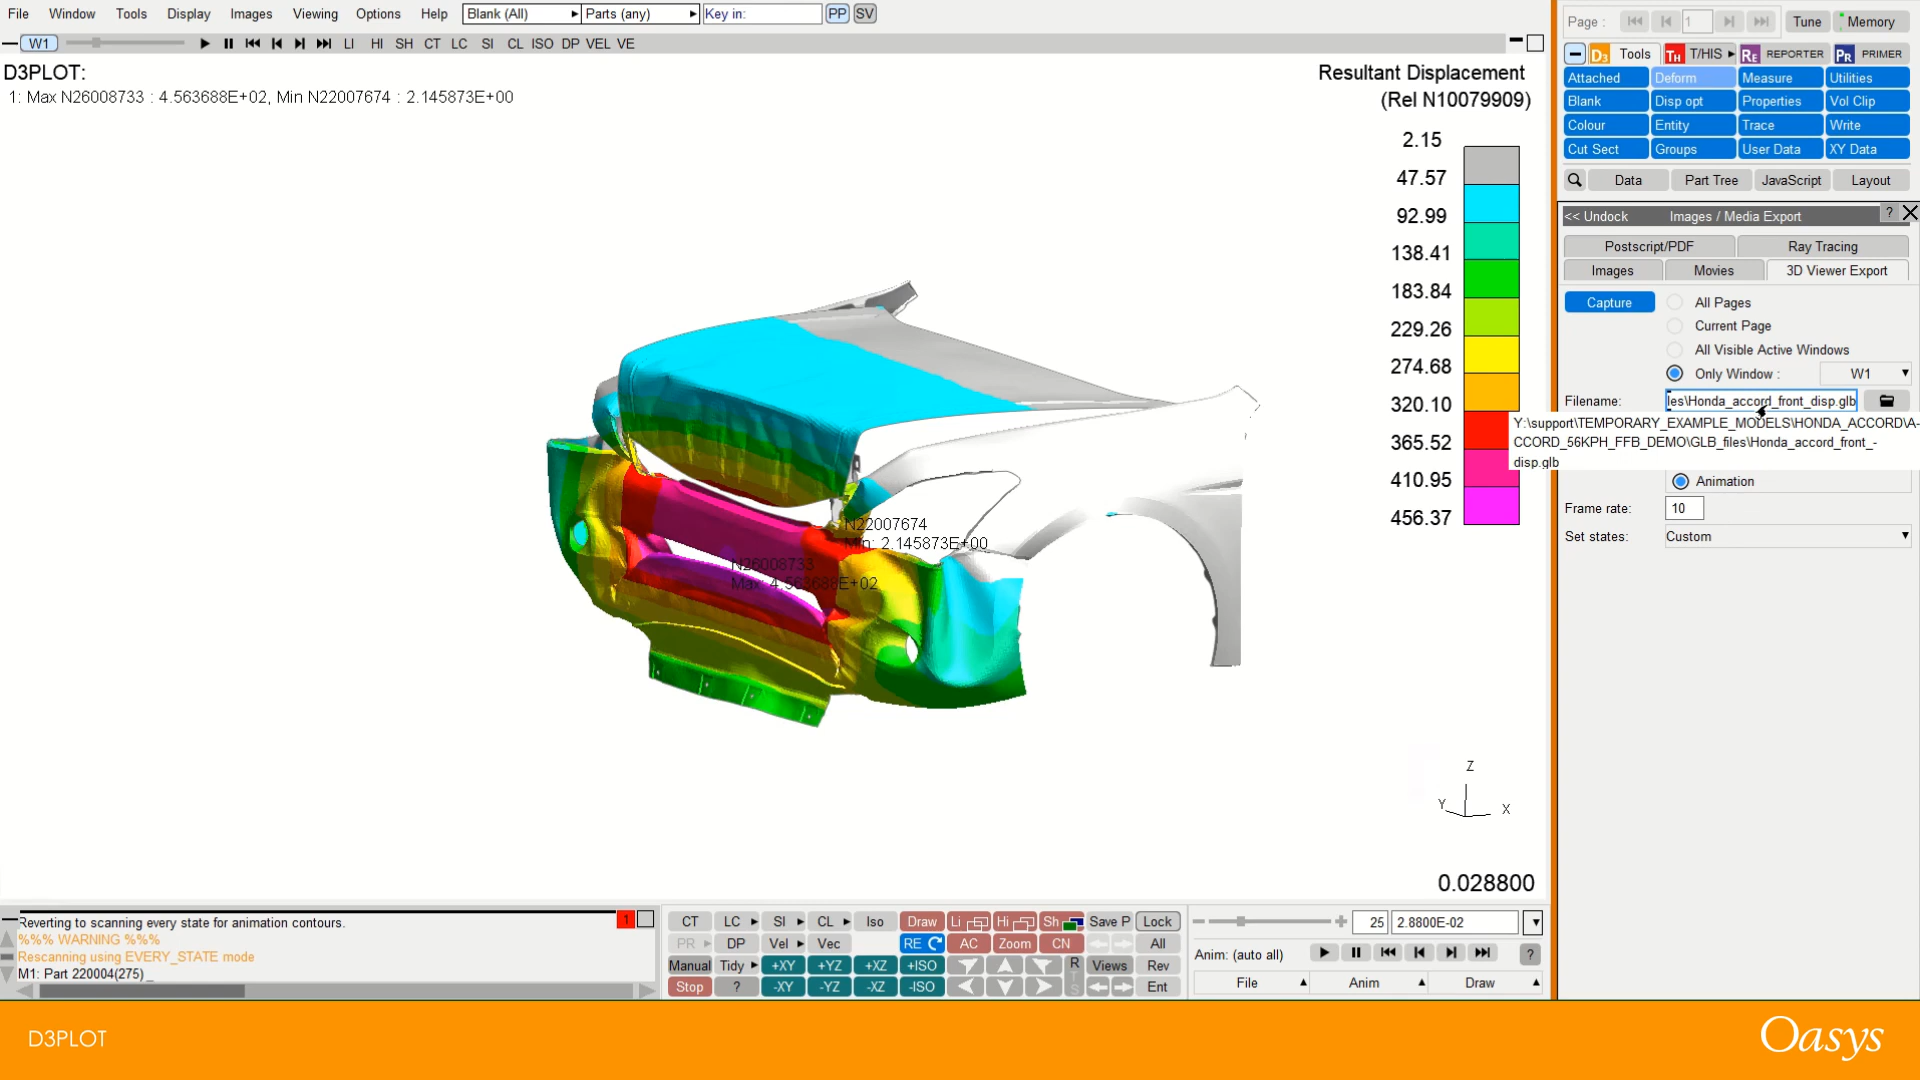 File Window Tools Display Images Viewing Options Help Blank (All) Parts (any) Key in: PP SV
W1 LI HI SH CT LC SI CL ISO DP VEL VE
D3PLOT:
1: Max N26008733 : 4.563688E+02, Min N22007674 : 2.145873E+00
Resultant Displacement
(Rel N10079909)
2.15
47.57
92.99
138.41
183.84
229.26
274.68
320.10
365.52
410.95
456.37
N22007674
Min: 2.145873E+00
N26008733
Max: 4.563688E+02
Z
Y X
0.028800
Page : 1 Tune Memory
D3 Tools TH T/HIS RE REPORTER PR PRIMER
Attached Deform Measure Utilities
Blank Disp opt Properties Vol Clip
Colour Entity Trace Write
Cut Sect Groups User Data XY Data
Data Part Tree JavaScript Layout
<< Undock Images / Media Export ?
Postscript/PDF Ray Tracing
Images Movies 3D Viewer Export
Capture All Pages
Current Page
All Visible Active Windows
Only Window : W1
Filename: les\Honda_accord_front_disp.glb
Y:\support\TEMPORARY_EXAMPLE_MODELS\HONDA_ACCORD\A-
CCORD_56KPH_FFB_DEMO\GLB_files\Honda_accord_front_-
disp.glb
Animation
Frame rate: 10
Set states: Custom
Reverting to scanning every state for animation contours. 1
%%% WARNING %%%
Rescanning using EVERY_STATE mode
M1: Part 220004(275)_
CT LC SI CL Iso Draw Li Hi Sh Save P Lock
PR DP Vel Vec RE AC Zoom CN All
Manual Tidy +XY +YZ +XZ +ISO R Views Rev
Stop ? -XY -YZ -XZ -ISO T S Ent
25 2.8800E-02
Anim: (auto all) ?
File Anim Draw
D3PLOT
Oasys